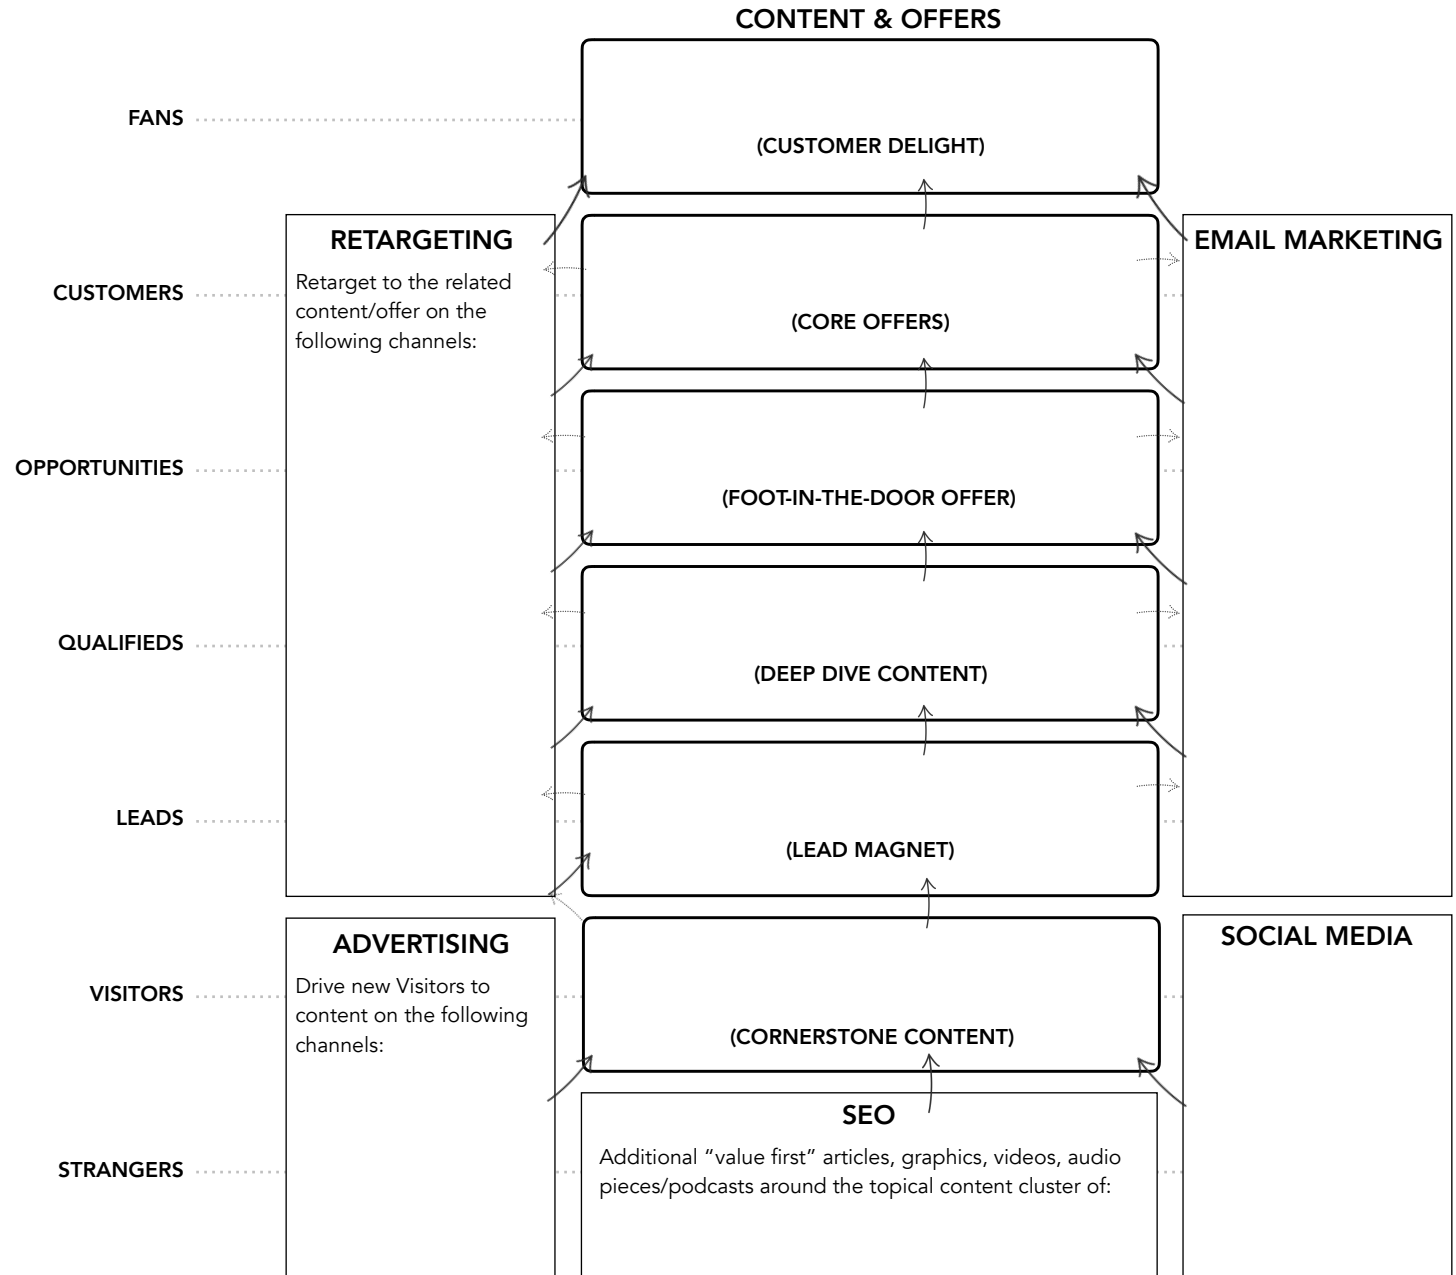 CONTENT & OFFERS
FANS
(CUSTOMER DELIGHT)
RETARGETING
EMAIL MARKETING
Retarget to the related
content/offer on the
following channels:
CUSTOMERS
(CORE OFFERS)
OPPORTUNITIES
(FOOT-IN-THE-DOOR OFFER)
QUALIFIEDS
(DEEP DIVE CONTENT)
LEADS
(LEAD MAGNET)
ADVERTISING
SOCIAL MEDIA
Drive new Visitors to
content on the following
channels:
VISITORS
(CORNERSTONE CONTENT)
SEO
Additional “value first” articles, graphics, videos, audio
pieces/podcasts around the topical content cluster of:
STRANGERS